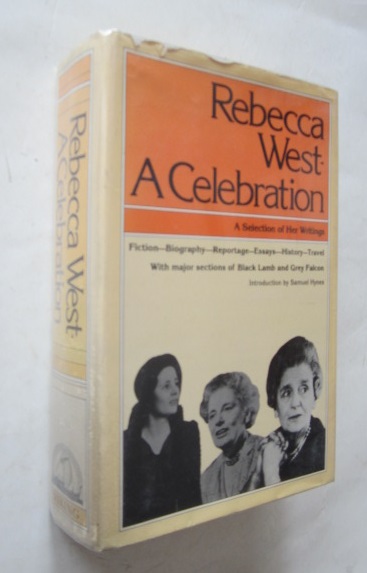 Rebecca
West:
A Celebration
A Selection of Her Writings
Fiction—Biography—Reportage—Essays—History—Travel
With major sections of Black Lamb and Grey Falcon
Introduction by Samuel Hynes
Rebecca West:
A Celebration
VIKING